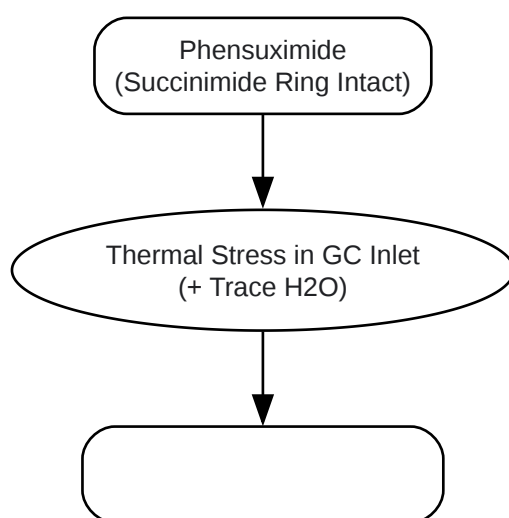 Phensuximide
(Succinimide Ring Intact)
Thermal Stress in GC Inlet
(+ Trace H2O)